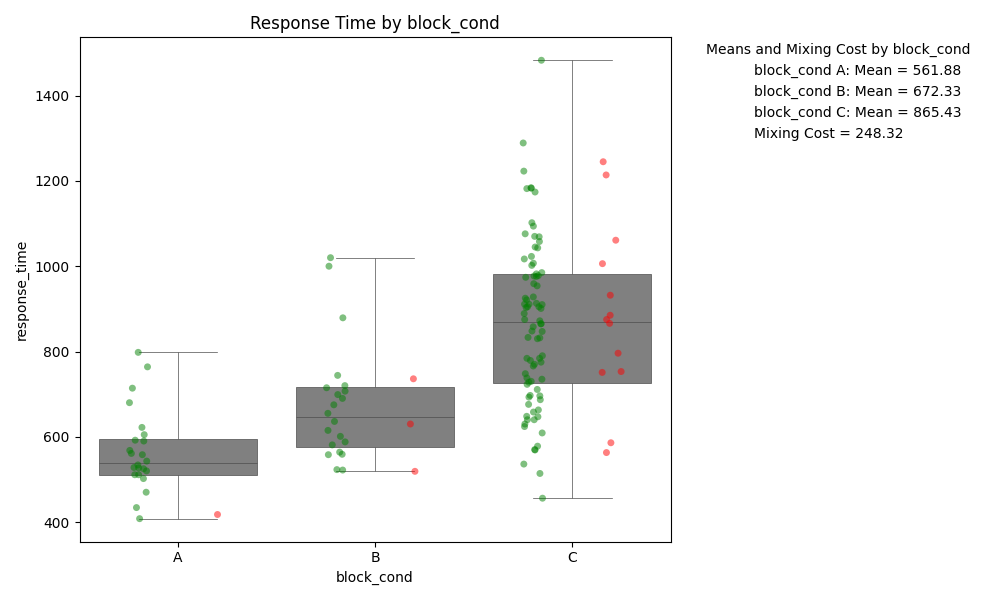 Response Time by block_cond
Means and Mixing Cost by block_cond
block_cond A: Mean = 561.88
block_cond B: Mean = 672.33
block_cond C: Mean = 865.43
Mixing Cost = 248.32
response_time
1400
1200
1000
800
600
400
A
B
C
block_cond